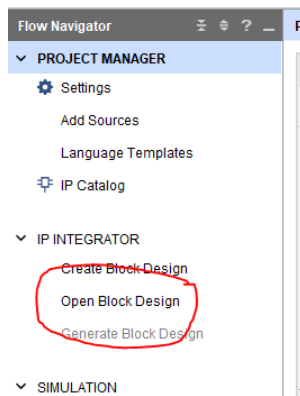 Flow Navigator
PROJECT MANAGER
Settings
Add Sources
Language Templates
IP Catalog
IP INTEGRATOR
Create Block Design
Open Block Design
Generate Block Design
SIMULATION